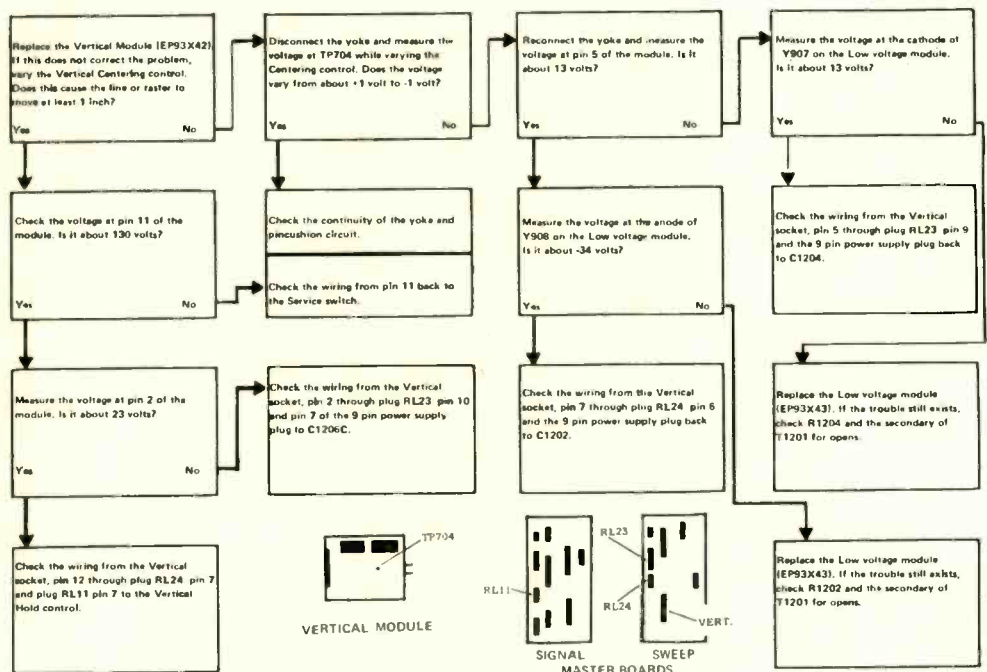 Replace the Vertical Module (EP93X42).
If this does not correct the problem,
vary the Vertical Centering control.
Does this cause the line or raster to
move at least 1 inch?
Yes No
Disconnect the yoke and measure the
voltage at TP704 while varying the
Centering control. Does the voltage
vary from about +1 volt to -1 volt?
Yes No
Reconnect the yoke and measure the
voltage at pin 5 of the module. Is it
about 13 volts?
Yes No
Measure the voltage at the cathode of
Y907 on the Low voltage module.
Is it about 13 volts?
Yes No
Check the voltage at pin 11 of the
module. Is it about 130 volts?
Yes No
Check the continuity of the yoke and
pincushion circuit.
Check the wiring from pin 11 back to
the Service switch.
Measure the voltage at the anode of
Y908 on the Low voltage module.
Is it about -34 volts?
Yes No
Check the wiring from the Vertical
socket, pin 5 through plug RL23 pin 9
and the 9 pin power supply plug back
to C1204.
Measure the voltage at pin 2 of the
module. Is it about 23 volts?
Yes No
Check the wiring from the Vertical
socket, pin 2 through plug RL23 pin 10
and pin 7 of the 9 pin power supply
plug to C1206C.
Check the wiring from the Vertical
socket, pin 7 through plug RL24 pin 6
and the 9 pin power supply plug back
to C1202.
Replace the Low voltage module
(EP93X43). If the trouble still exists,
check R1204 and the secondary of
T1201 for opens.
Check the wiring from the Vertical
socket, pin 12 through plug RL24 pin 7
and plug RL11 pin 7 to the Vertical
Hold control.
TP704
VERTICAL MODULE
RL11
SIGNAL
RL23
RL24
VERT.
SWEEP
MASTER BOARDS
Replace the Low voltage module
(EP93X43). If the trouble still exists,
check R1202 and the secondary of
T1201 for opens.